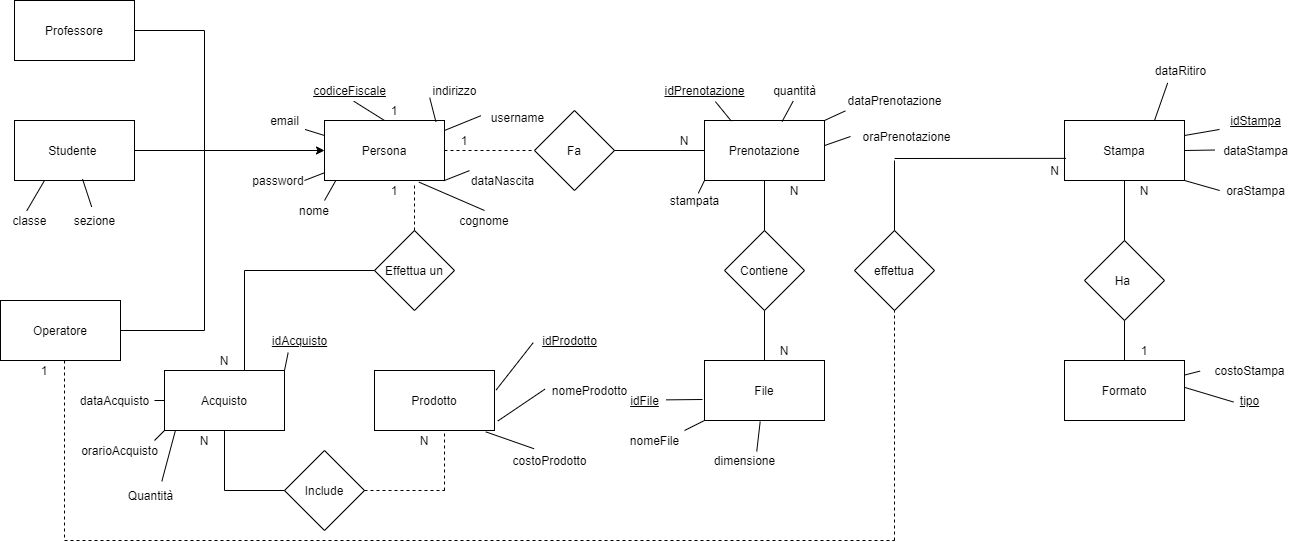 Professore
dataRitiro
codiceFiscale
indirizzo
idPrenotazione
quantità
dataPrenotazione
1
email
username
idStampa
oraPrenotazione
Studente
Persona
1
Fa
N
Prenotazione
Stampa
dataStampa
N
password
dataNascita
1
N
N
oraStampa
stampata
nome
classe
sezione
cognome
Effettua un
Contiene
effettua
Ha
Operatore
idAcquisto
idProdotto
N
N
1
1
costoStampa
nomeProdotto
File
Formato
dataAcquisto
Acquisto
Prodotto
idFile
tipo
N
N
nomeFile
orarioAcquisto
costoProdotto
dimensione
Quantità
Include